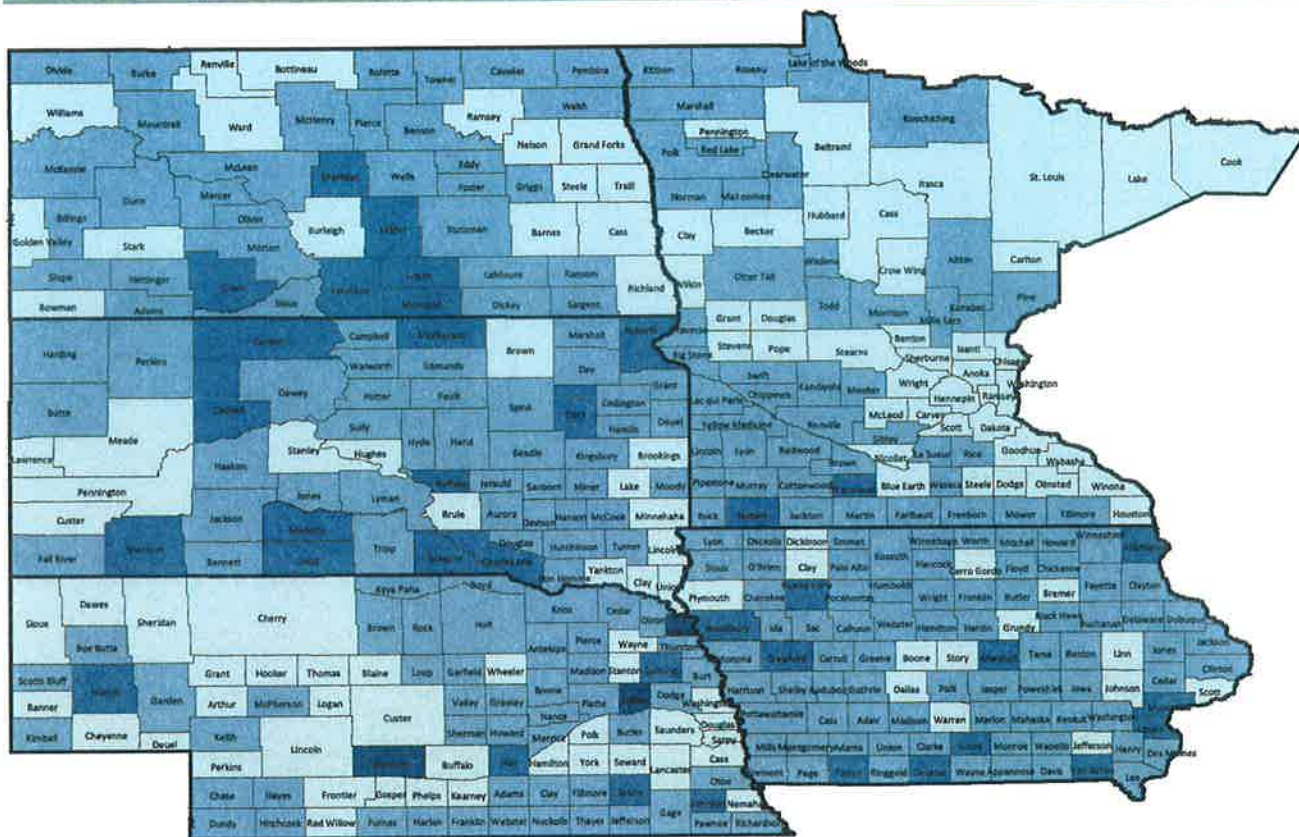 Divide Burke Renville Bottineau Rolette Towner Cavalier Pembina Kittson Roseau Lake of the Woods
Williams Mountrail Ward McHenry Pierce Benson Ramsey Walsh Marshall Pennington Beltrami Koochiching
Nelson Grand Forks Polk Red Lake Clearwater Itasca St. Louis Lake Cook
McKenzie McLean Sheridan Wells Eddy Foster Griggs Steele Traill Norman Mahnomen
Dunn Mercer Oliver Billings Golden Valley Stark Morton Burleigh Kidder Stutsman Barnes Cass Clay Becker Hubbard Cass
Slope Hettinger Grant Sioux Emmons Logan LaMoure Ransom Richland Wilkin Otter Tail Wadena Crow Wing Aitkin Carlton
Bowman Adams McIntosh Dickey Sargent Grant Douglas Todd Morrison Mille Lacs Kanabec Pine
Harding Perkins Corson Campbell McPherson Brown Marshall Roberts Traverse Stevens Pope Stearns Benton Sherburne Isanti Chisago
Walworth Edmunds Day Big Stone Swift Kandiyohi Meeker Wright Anoka Washington Hennepin Ramsey
Butte Meade Ziebach Dewey Potter Faulk Spink Clark Codington Grant Hamlin Deuel Lac qui Parle Chippewa Renville McLeod Carver Scott Dakota
Lawrence Haakon Stanley Sully Hughes Hyde Hand Beadle Kingsbury Brookings Yellow Medicine Lincoln Lyon Redwood Brown Sibley Nicollet Le Sueur Rice Goodhue Wabasha
Pennington Jones Lyman Buffalo Jerauld Sanborn Miner Lake Moody Pipestone Murray Cottonwood Watonwan Blue Earth Waseca Steele Dodge Olmsted Winona
Custer Jackson Mellette Brule Aurora Davison Hanson McCook Minnehaha Rock Nobles Jackson Martin Faribault Freeborn Mower Fillmore Houston
Fall River Shannon Bennett Todd Tripp Gregory Charles Mix Douglas Hutchinson Turner Lincoln Bon Homme Yankton Clay Union
Lyon Osceola Dickinson Emmet Kossuth Winnebago Worth Mitchell Howard Winneshiek Allamakee
Sioux O'Brien Clay Palo Alto Hancock Cerro Gordo Floyd Chickasaw Fayette Clayton
Plymouth Cherokee Buena Vista Pocahontas Humboldt Wright Franklin Butler Bremer Black Hawk Buchanan Delaware Dubuque
Woodbury Ida Sac Calhoun Webster Hamilton Hardin Grundy Jackson
Monona Crawford Carroll Greene Boone Story Marshall Tama Benton Linn Jones Clinton
Harrison Shelby Audubon Guthrie Dallas Polk Jasper Poweshiek Iowa Johnson Cedar Scott
Pottawattamie Cass Adair Madison Warren Marion Mahaska Keokuk Washington
Mills Montgomery Adams Union Clarke Lucas Monroe Wapello Jefferson Henry Des Moines
Fremont Page Taylor Ringgold Decatur Wayne Appanoose Davis Van Buren Lee
Sioux Dawes Sheridan Cherry Keya Paha Boyd Brown Rock Holt Knox Cedar Dixon
Box Butte Antelope Pierce Wayne Thurston
Scotts Bluff Morrill Garden Grant Hooker Thomas Blaine Loup Garfield Wheeler Madison Stanton Burt
Banner Arthur McPherson Logan Custer Valley Greeley Boone Platte Dodge Washington
Kimball Cheyenne Deuel Keith Lincoln Sherman Howard Nance Merrick Polk Butler Saunders Douglas Sarpy
Perkins Buffalo Hall Hamilton York Seward Lancaster Cass Otoe
Chase Hayes Frontier Gosper Phelps Kearney Adams Clay Fillmore Saline Gage Johnson Nemaha
Dundy Hitchcock Red Willow Furnas Harlan Franklin Webster Nuckolls Thayer Jefferson Pawnee Richardson